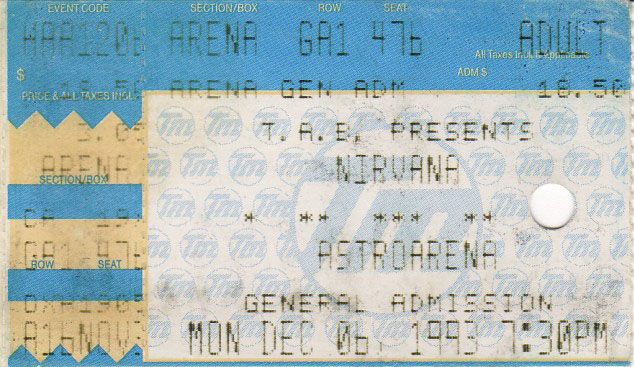 EVENT CODE SECTION/BOX ROW SEAT
ARENA GA1 476 ADULT
All Taxes Incl. If Applicable
$ ADM $
ARENA GEN ADM 16.50
PRICE & ALL TAXES INCL.
T.A.B. PRESENTS
ARENA NIRVANA
SECTION/BOX
* ** *** **
GA1 476 ASTROARENA
ROW SEAT
GENERAL ADMISSION
MON DEC 06, 1993 7:30PM